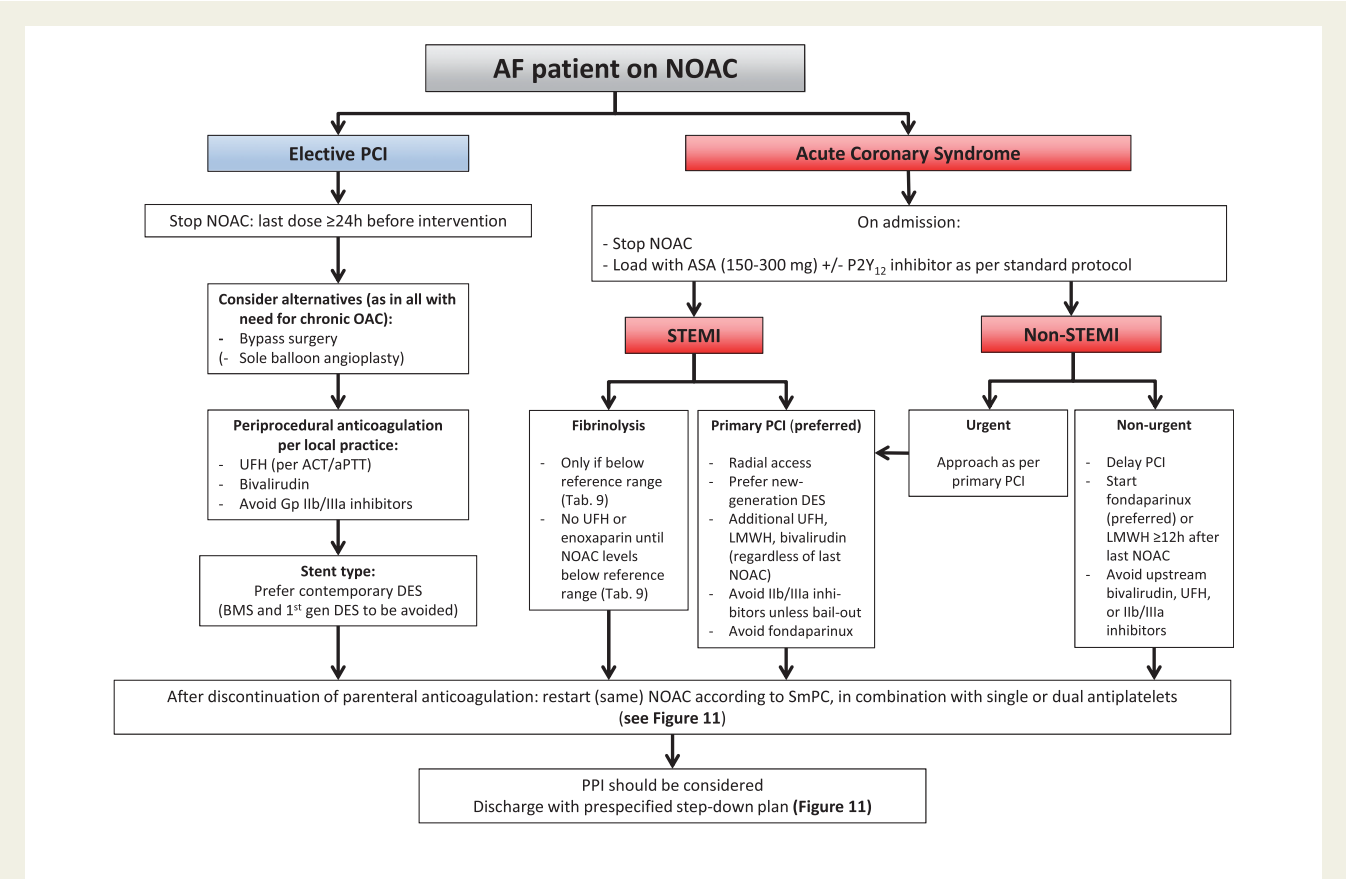 AF patient on NOAC
Elective PCI
Acute Coronary Syndrome
Stop NOAC: last dose ≥24h before intervention
On admission:
- Stop NOAC
- Load with ASA (150-300 mg) +/- P2Y12 inhibitor as per standard protocol
Consider alternatives (as in all with
need for chronic OAC):
- Bypass surgery
(- Sole balloon angioplasty)
STEMI
Non-STEMI
Periprocedural anticoagulation
per local practice:
- UFH (per ACT/aPTT)
- Bivalirudin
- Avoid Gp IIb/IIIa inhibitors
Fibrinolysis
- Only if below
reference range
(Tab. 9)
- No UFH or
enoxaparin until
NOAC levels
below reference
range (Tab. 9)
Primary PCI (preferred)
- Radial access
- Prefer new-
generation DES
- Additional UFH,
LMWH, bivalirudin
(regardless of last
NOAC)
- Avoid IIb/IIIa inhi-
bitors unless bail-out
- Avoid fondaparinux
Urgent
Approach as per
primary PCI
Non-urgent
- Delay PCI
- Start
fondaparinux
(preferred) or
LMWH ≥12h after
last NOAC
- Avoid upstream
bivalirudin, UFH,
or IIb/IIIa
inhibitors
Stent type:
Prefer contemporary DES
(BMS and 1st gen DES to be avoided)
After discontinuation of parenteral anticoagulation: restart (same) NOAC according to SmPC, in combination with single or dual antiplatelets
(see Figure 11)
PPI should be considered
Discharge with prespecified step-down plan (Figure 11)